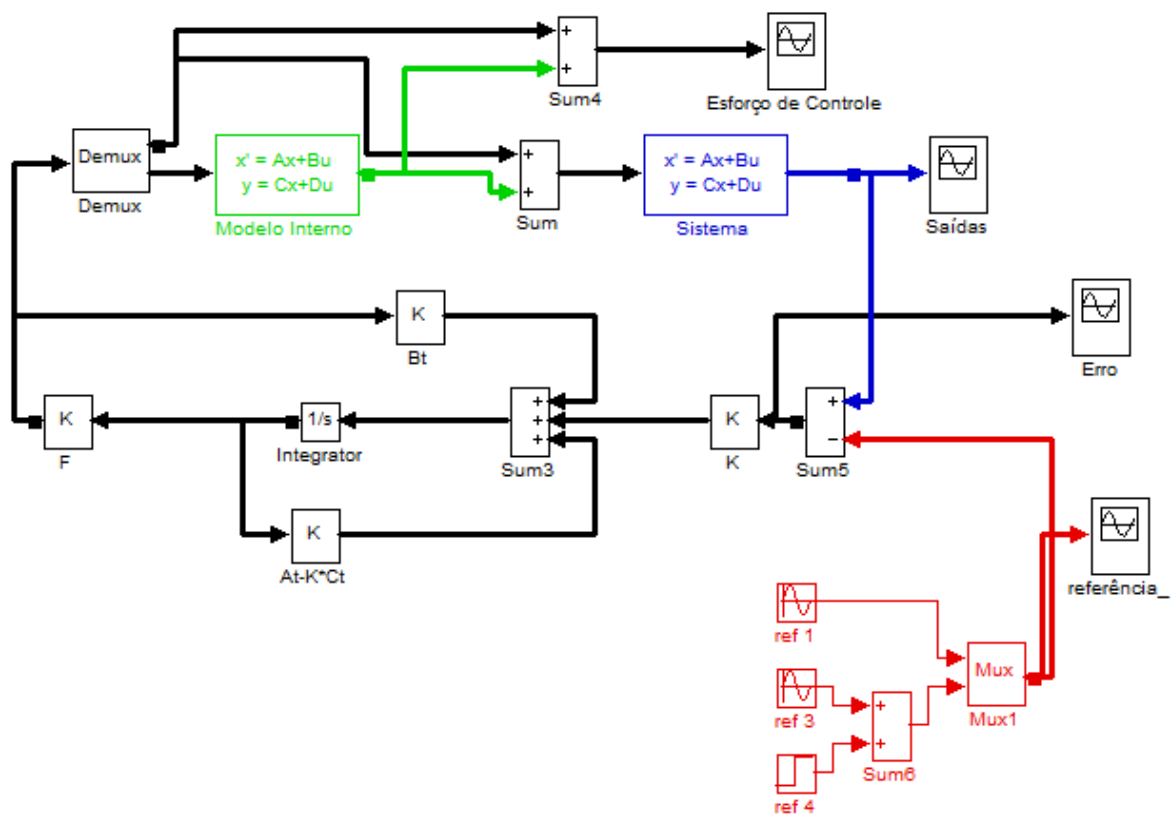 +
+
Sum4
Esforço de Controle
Demux
Demux
x' = Ax+Bu
y = Cx+Du
Modelo Interno
+
+
Sum
x' = Ax+Bu
y = Cx+Du
Sistema
Saídas
K
Bt
Erro
K
F
1/s
Integrator
+
+
+
Sum3
K
K
+
−
Sum5
K
At-K*Ct
referência_
ref 1
ref 3
+
+
Sum6
Mux
Mux1
ref 4